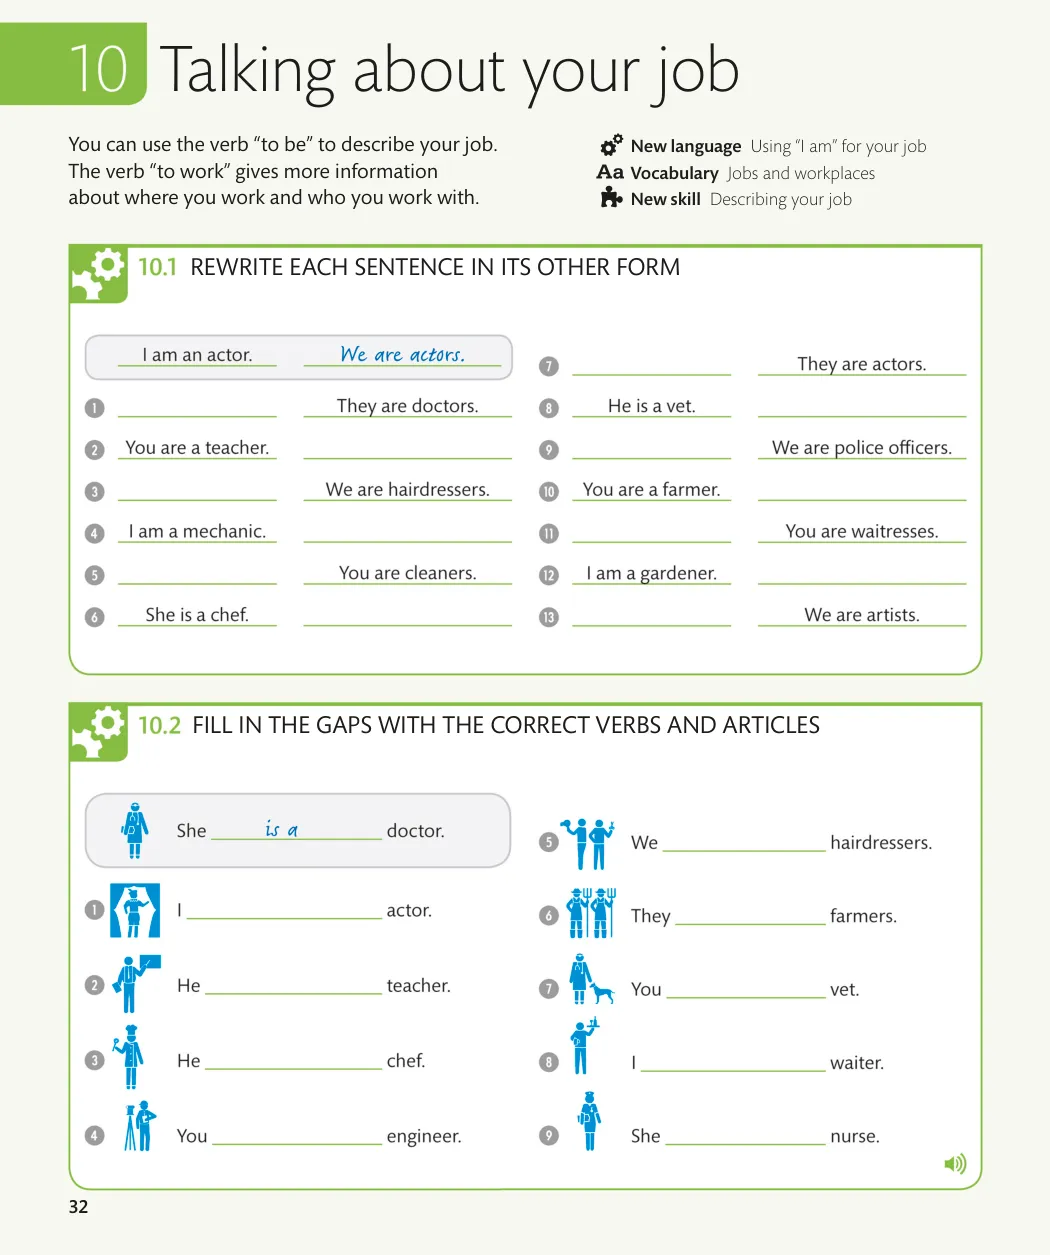 10 Talking about your job
You can use the verb “to be” to describe your job.
The verb “to work” gives more information
about where you work and who you work with.
New language Using “I am” for your job
Aa Vocabulary Jobs and workplaces
New skill Describing your job
10.1 REWRITE EACH SENTENCE IN ITS OTHER FORM
I am an actor. We are actors.
1 They are doctors.
2 You are a teacher.
3 We are hairdressers.
4 I am a mechanic.
5 You are cleaners.
6 She is a chef.
7 They are actors.
8 He is a vet.
9 We are police officers.
10 You are a farmer.
11 You are waitresses.
12 I am a gardener.
13 We are artists.
10.2 FILL IN THE GAPS WITH THE CORRECT VERBS AND ARTICLES
She is a doctor.
1 I actor.
2 He teacher.
3 He chef.
4 You engineer.
5 We hairdressers.
6 They farmers.
7 You vet.
8 I waiter.
9 She nurse.
32